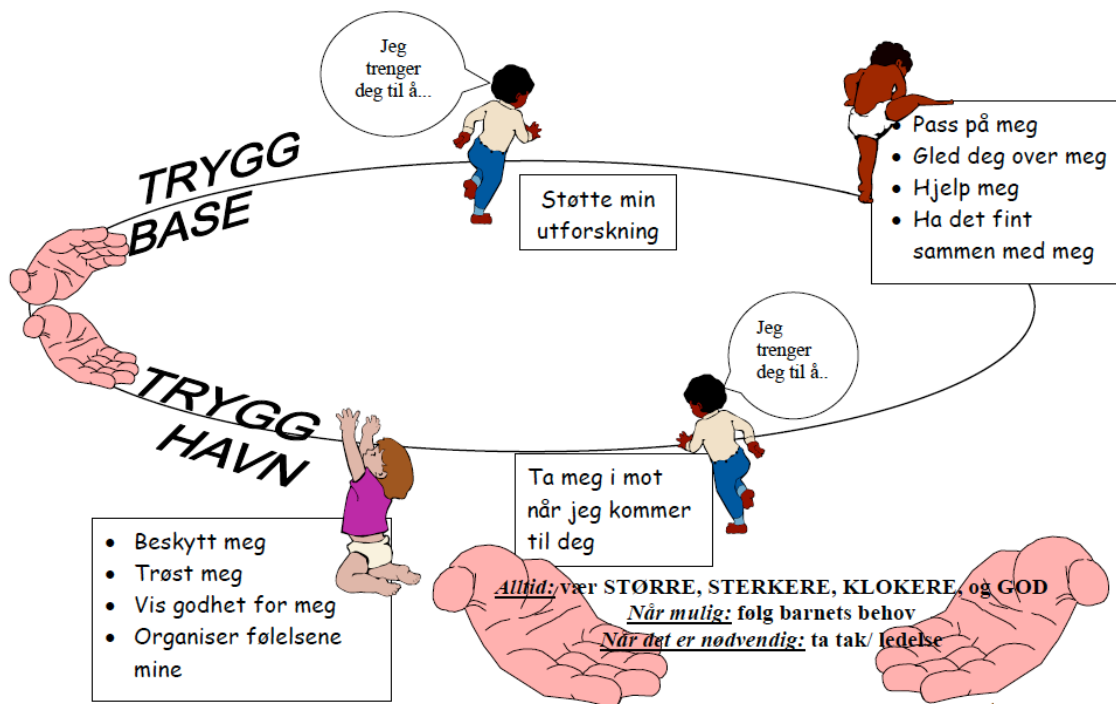 Jeg
trenger
deg til å...
TRYGG
BASE
Støtte min
utforskning
• Pass på meg
• Gled deg over meg
• Hjelp meg
• Ha det fint
sammen med meg
Jeg
trenger
deg til å..
TRYGG
HAVN
Ta meg i mot
når jeg kommer
til deg
• Beskytt meg
• Trøst meg
• Vis godhet for meg
• Organiser følelsene
mine
Alltid: vær STØRRE, STERKERE, KLOKERE, og GOD
Når mulig: følg barnets behov
Når det er nødvendig: ta tak/ ledelse